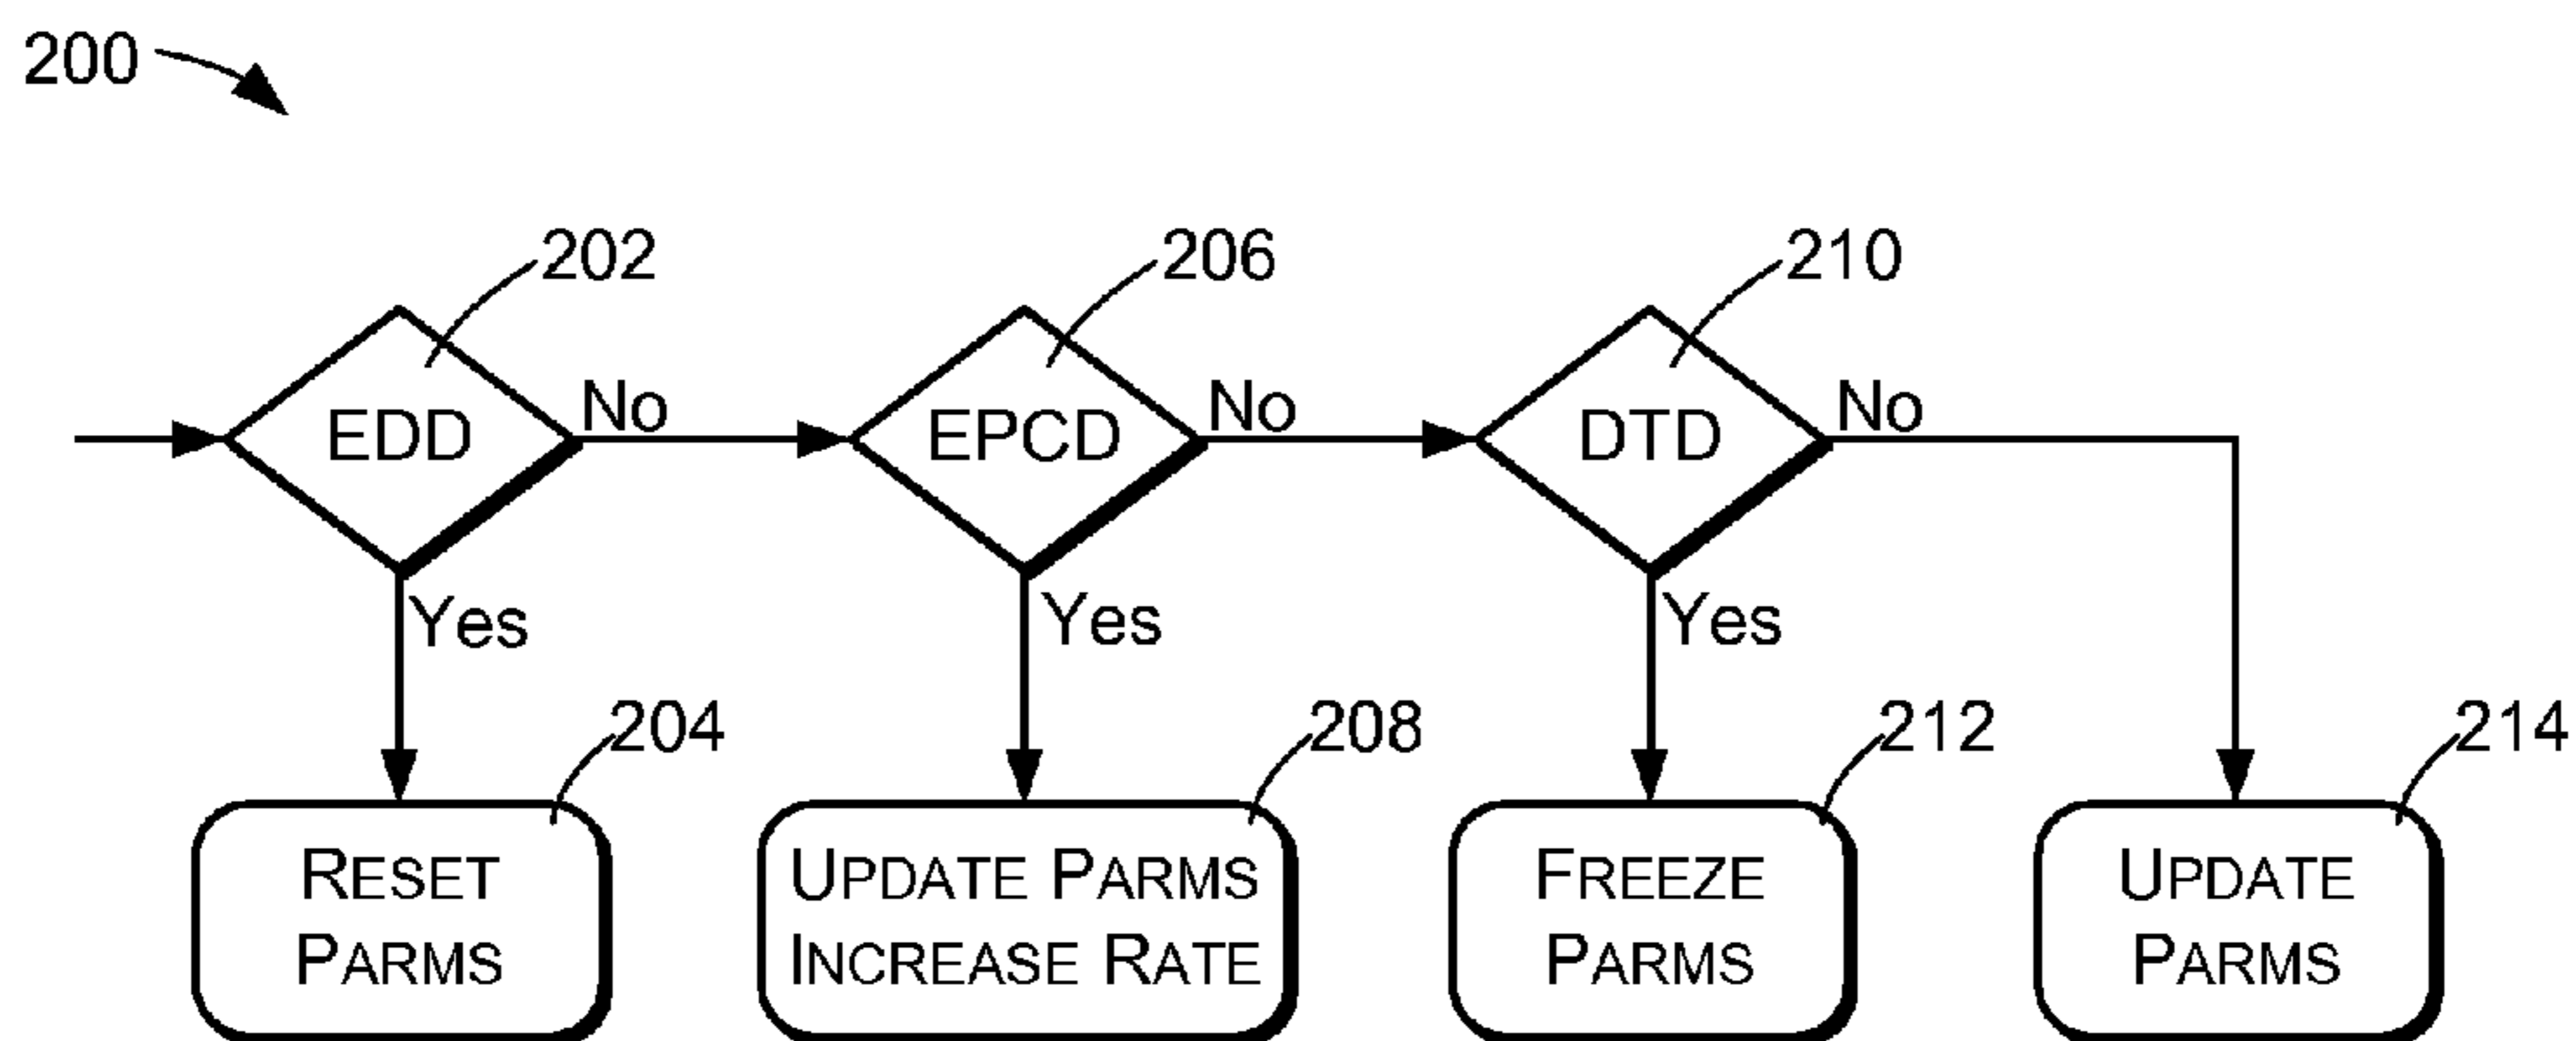 200
202
206
210
EDD
No
EPCD
No
DTD
No
Yes
Yes
Yes
204
208
212
214
RESET
PARMS
UPDATE PARMS
INCREASE RATE
FREEZE
PARMS
UPDATE
PARMS